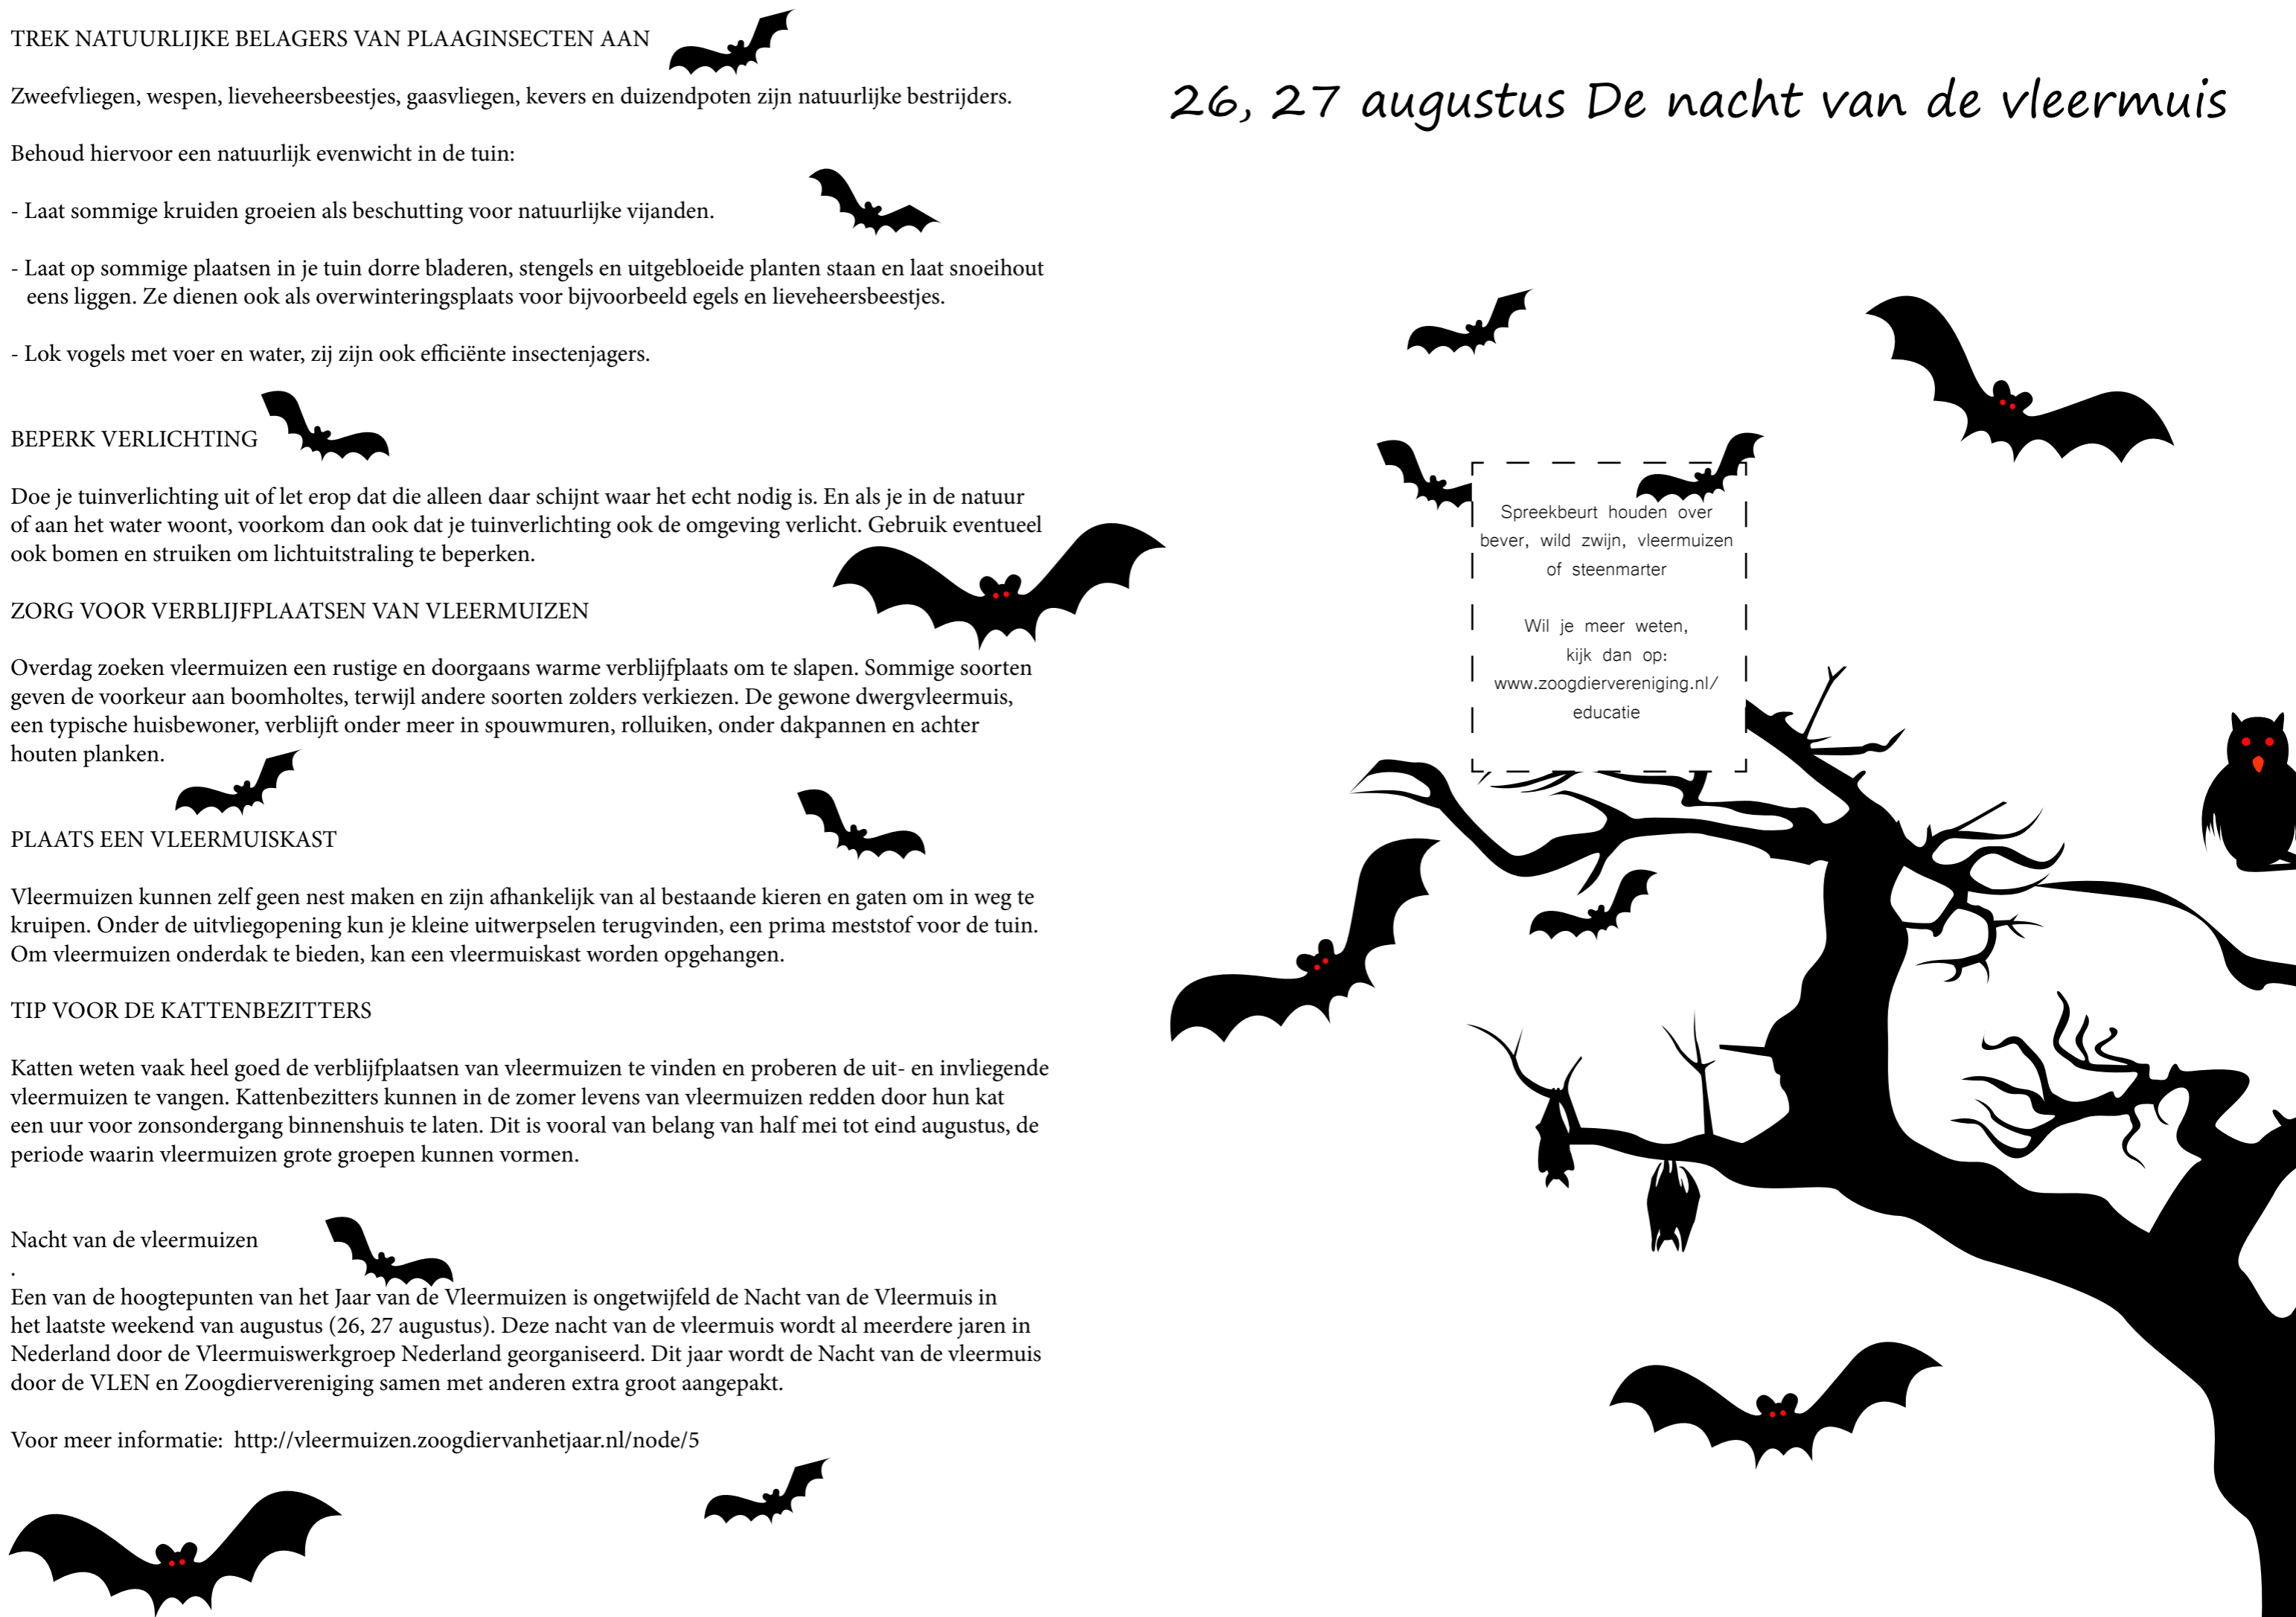 TREK NATUURLIJKE BELAGERS VAN PLAAGINSECTEN AAN
Zweefvliegen, wespen, lieveheersbeestjes, gaasvliegen, kevers en duizendpoten zijn natuurlijke bestrijders.
Behoud hiervoor een natuurlijk evenwicht in de tuin:
- Laat sommige kruiden groeien als beschutting voor natuurlijke vijanden.
- Laat op sommige plaatsen in je tuin dorre bladeren, stengels en uitgebloeide planten staan en laat snoeihout
eens liggen. Ze dienen ook als overwinteringsplaats voor bijvoorbeeld egels en lieveheersbeestjes.
- Lok vogels met voer en water, zij zijn ook efficiënte insectenjagers.
BEPERK VERLICHTING
Doe je tuinverlichting uit of let erop dat die alleen daar schijnt waar het echt nodig is. En als je in de natuur
of aan het water woont, voorkom dan ook dat je tuinverlichting ook de omgeving verlicht. Gebruik eventueel
ook bomen en struiken om lichtuitstraling te beperken.
ZORG VOOR VERBLIJFPLAATSEN VAN VLEERMUIZEN
Overdag zoeken vleermuizen een rustige en doorgaans warme verblijfplaats om te slapen. Sommige soorten
geven de voorkeur aan boomholtes, terwijl andere soorten zolders verkiezen. De gewone dwergvleermuis,
een typische huisbewoner, verblijft onder meer in spouwmuren, rolluiken, onder dakpannen en achter
houten planken.
PLAATS EEN VLEERMUISKAST
Vleermuizen kunnen zelf geen nest maken en zijn afhankelijk van al bestaande kieren en gaten om in weg te
kruipen. Onder de uitvliegopening kun je kleine uitwerpselen terugvinden, een prima meststof voor de tuin.
Om vleermuizen onderdak te bieden, kan een vleermuiskast worden opgehangen.
TIP VOOR DE KATTENBEZITTERS
Katten weten vaak heel goed de verblijfplaatsen van vleermuizen te vinden en proberen de uit- en invliegende
vleermuizen te vangen. Kattenbezitters kunnen in de zomer levens van vleermuizen redden door hun kat
een uur voor zonsondergang binnenshuis te laten. Dit is vooral van belang van half mei tot eind augustus, de
periode waarin vleermuizen grote groepen kunnen vormen.
Nacht van de vleermuizen
.
Een van de hoogtepunten van het Jaar van de Vleermuizen is ongetwijfeld de Nacht van de Vleermuis in
het laatste weekend van augustus (26, 27 augustus). Deze nacht van de vleermuis wordt al meerdere jaren in
Nederland door de Vleermuiswerkgroep Nederland georganiseerd. Dit jaar wordt de Nacht van de vleermuis
door de VLEN en Zoogdiervereniging samen met anderen extra groot aangepakt.
Voor meer informatie: http://vleermuizen.zoogdiervanhetjaar.nl/node/5
26, 27 augustus De nacht van de vleermuis
Spreekbeurt houden over
bever, wild zwijn, vleermuizen
of steenmarter
Wil je meer weten,
kijk dan op:
www.zoogdiervereniging.nl/
educatie